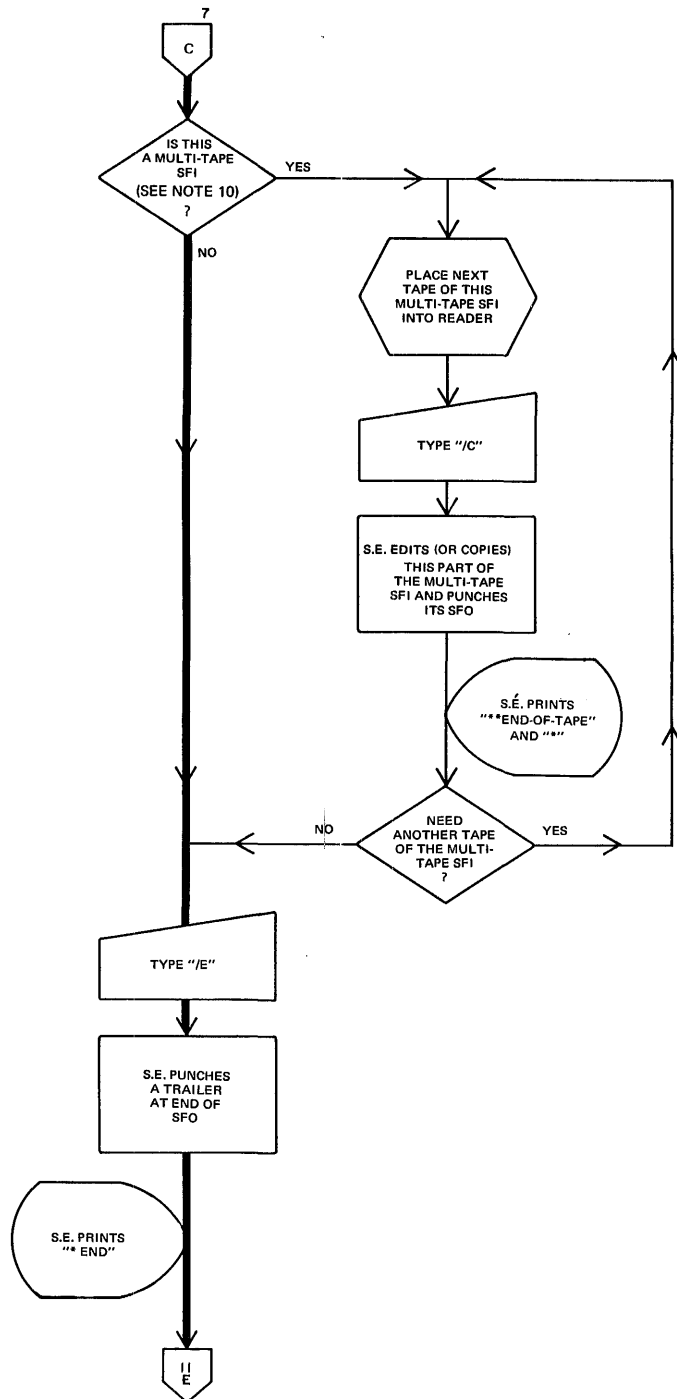 7
C
IS THIS
A MULTI-TAPE
SFI
(SEE NOTE 10)
?
YES
NO
PLACE NEXT
TAPE OF THIS
MULTI-TAPE SFI
INTO READER
TYPE "/C"
S.E. EDITS (OR COPIES)
THIS PART OF
THE MULTI-TAPE
SFI AND PUNCHES
ITS SFO
S.E. PRINTS
"**END-OF-TAPE"
AND "*"
NEED
ANOTHER TAPE
OF THE MULTI-
TAPE SFI
?
NO
YES
TYPE "/E"
S.E. PUNCHES
A TRAILER
AT END OF
SFO
S.E. PRINTS
"* END"
11
E